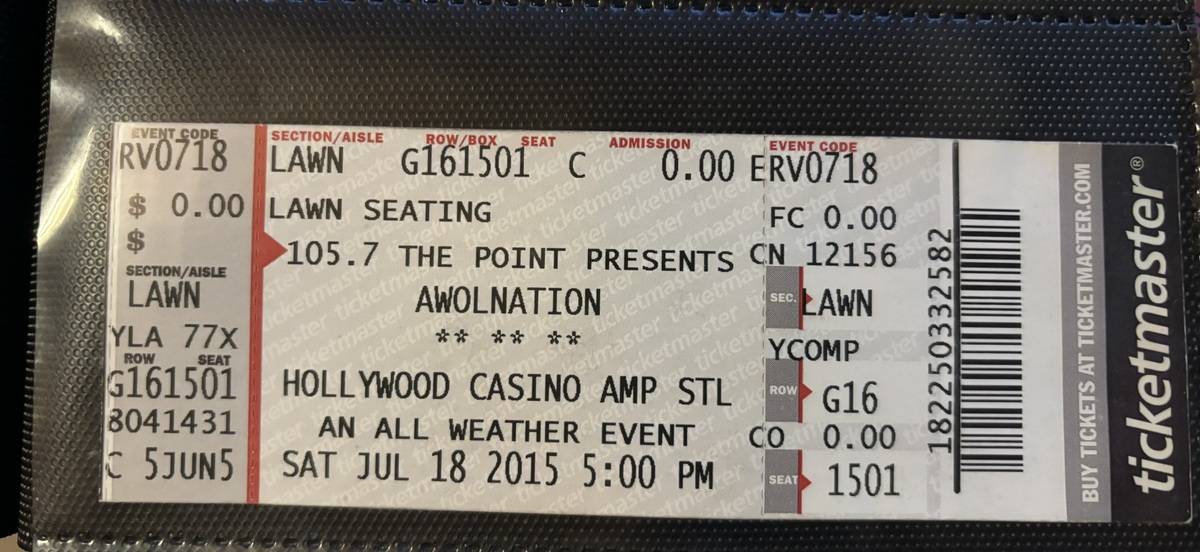 EVENT CODE
RV0718
$ 0.00
$
SECTION/AISLE
LAWN
YLA 77X
ROW SEAT
G161501
8041431
C 5JUN5
SECTION/AISLE ROW/BOX SEAT ADMISSION
LAWN G161501 C 0.00 E
LAWN SEATING
105.7 THE POINT PRESENTS
AWOLNATION
** ** **
HOLLYWOOD CASINO AMP STL
AN ALL WEATHER EVENT
SAT JUL 18 2015 5:00 PM
EVENT CODE
RV0718
FC 0.00
CN 12156
SEC. LAWN
YCOMP
ROW G16
CO 0.00
SEAT 1501
182250332582
BUY TICKETS AT TICKETMASTER.COM
ticketmaster®